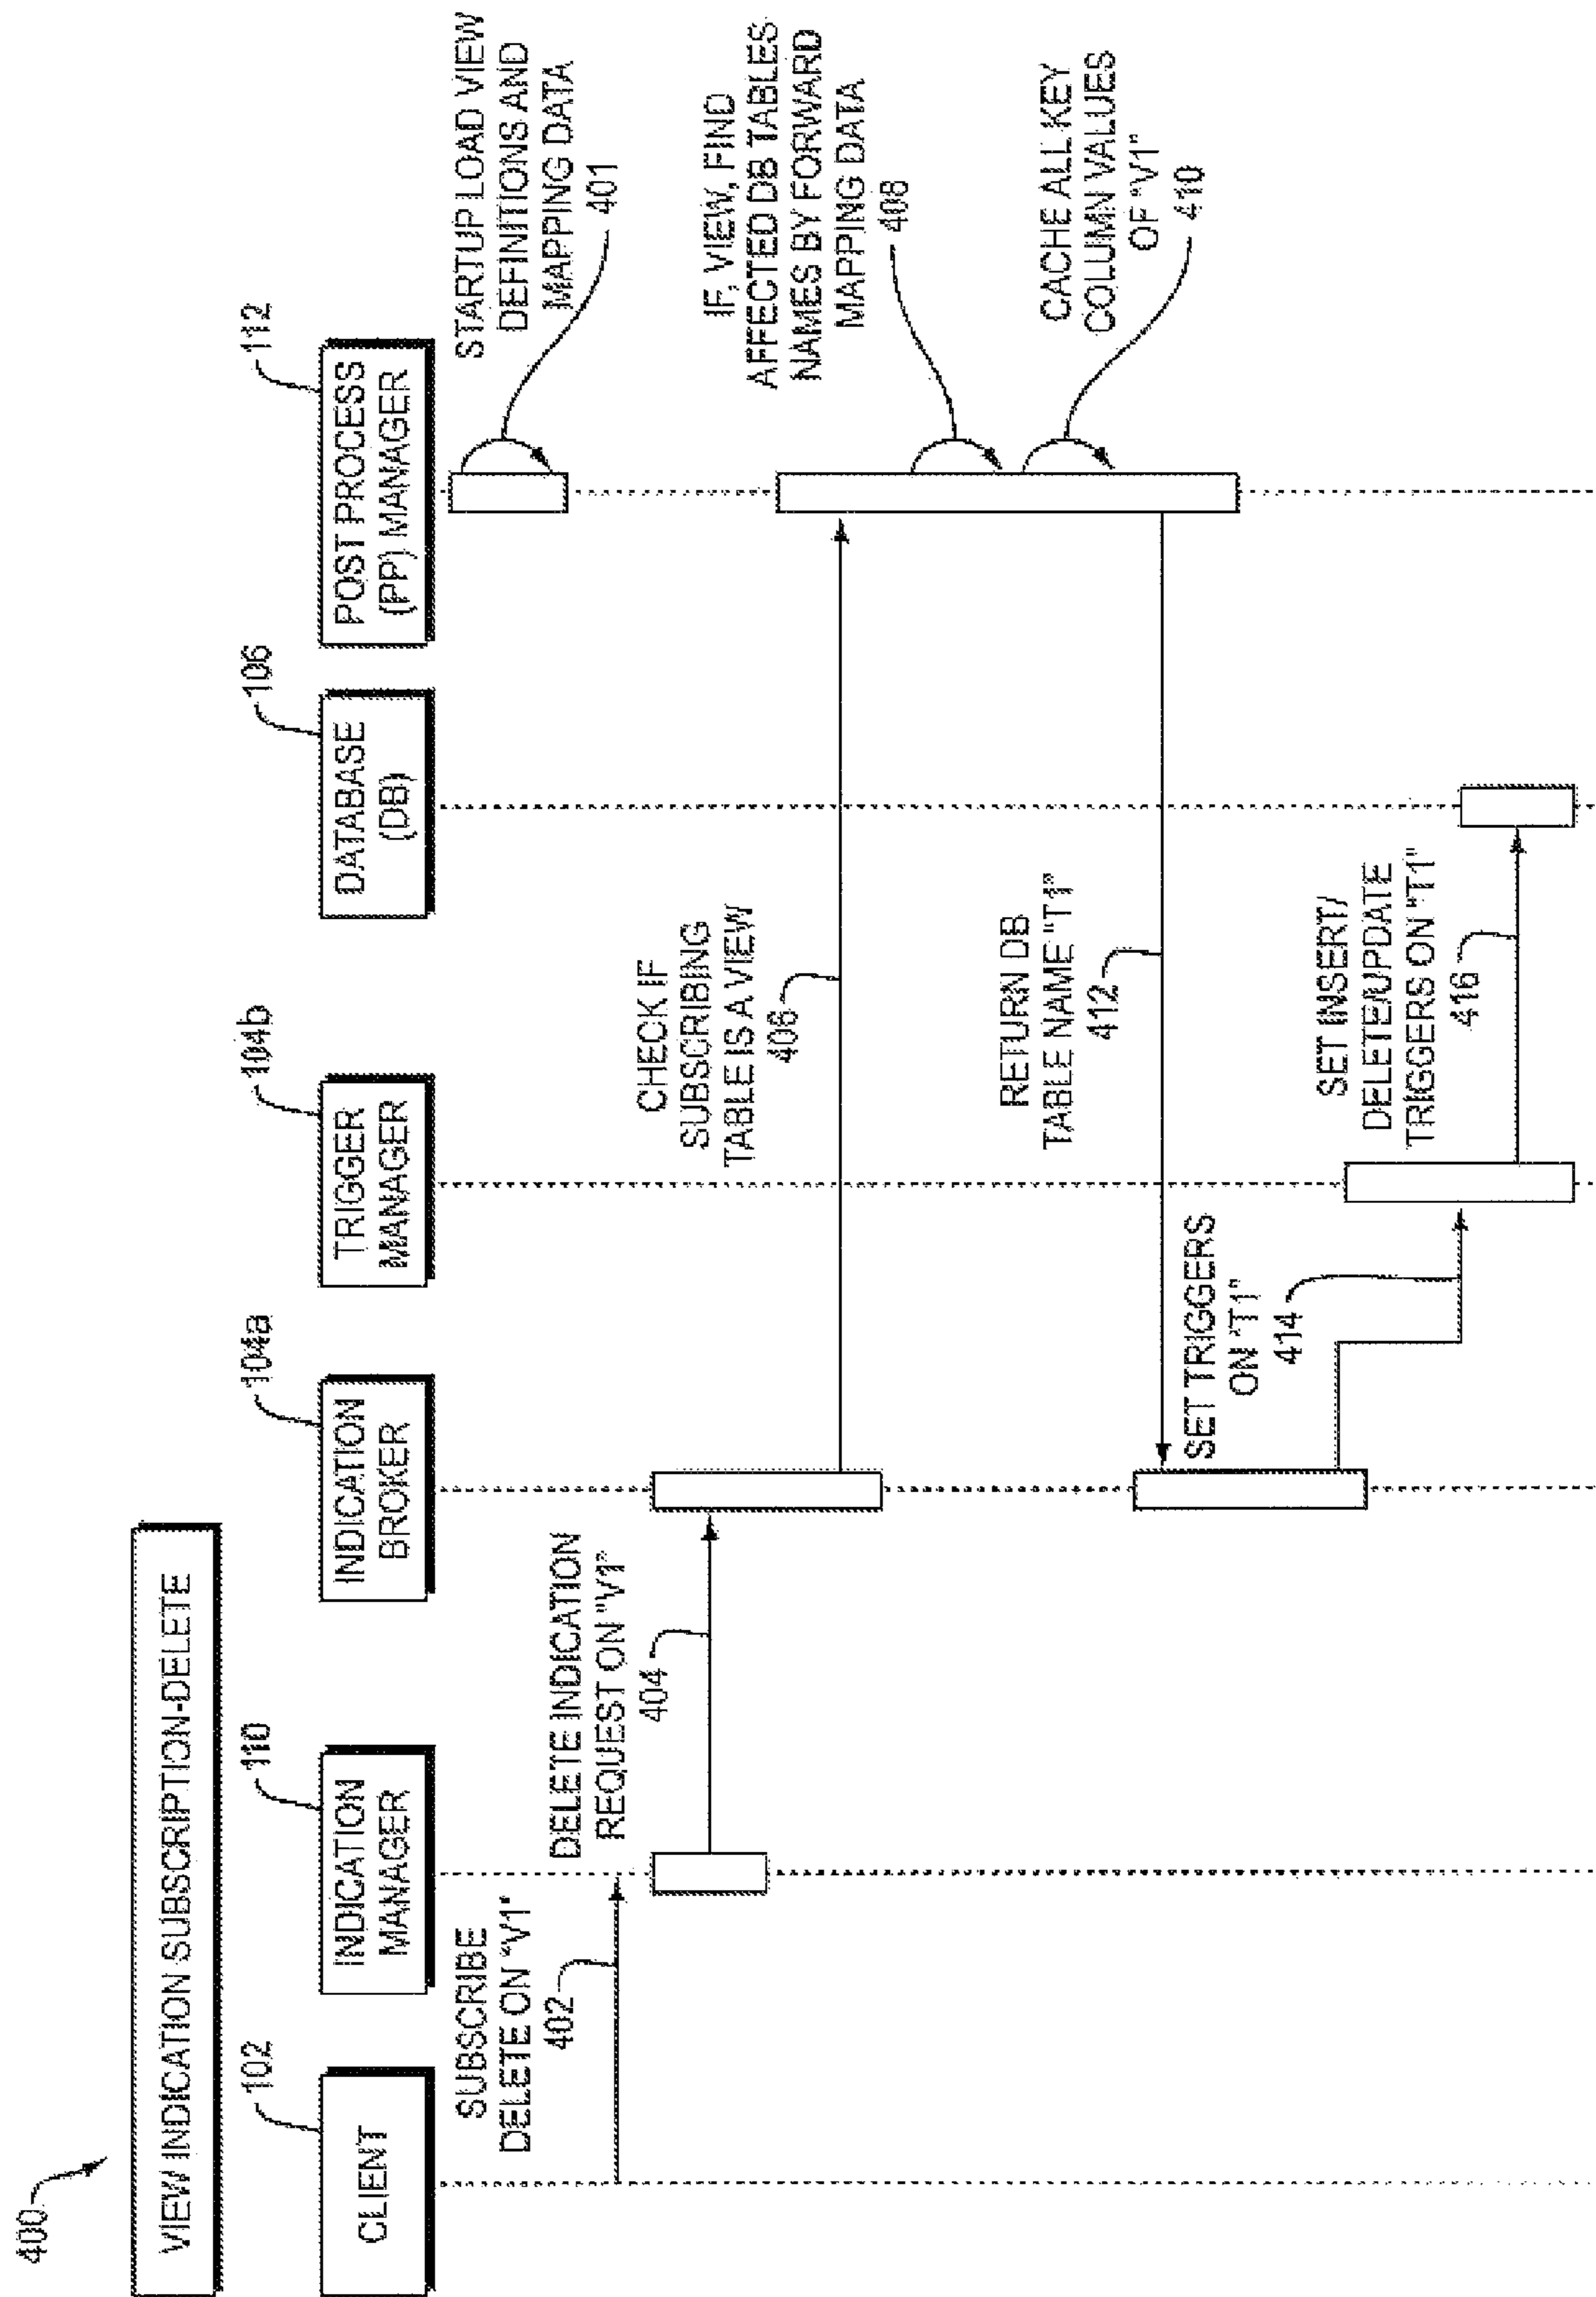 400
VIEW INDICATION SUBSCRIPTION-DELETE
102
CLIENT
110
INDICATION
MANAGER
104a
INDICATION
BROKER
104b
TRIGGER
MANAGER
106
DATABASE
(DB)
112
POST PROCESS
(PP) MANAGER
STARTUP LOAD VIEW
DEFINITIONS AND
MAPPING DATA
401
SUBSCRIBE
DELETE ON "V1"
402
DELETE INDICATION
REQUEST ON "V1"
404
CHECK IF
SUBSCRIBING
TABLE IS A VIEW
406
IF, VIEW, FIND
AFFECTED DB TABLES
NAMES BY FORWARD
MAPPING DATA
408
CACHE ALL KEY
COLUMN VALUES
OF "V1"
410
RETURN DB
TABLE NAME "T1"
412
SET TRIGGERS
ON "T1"
414
SET INSERT/
DELETE/UPDATE
TRIGGERS ON "T1"
416